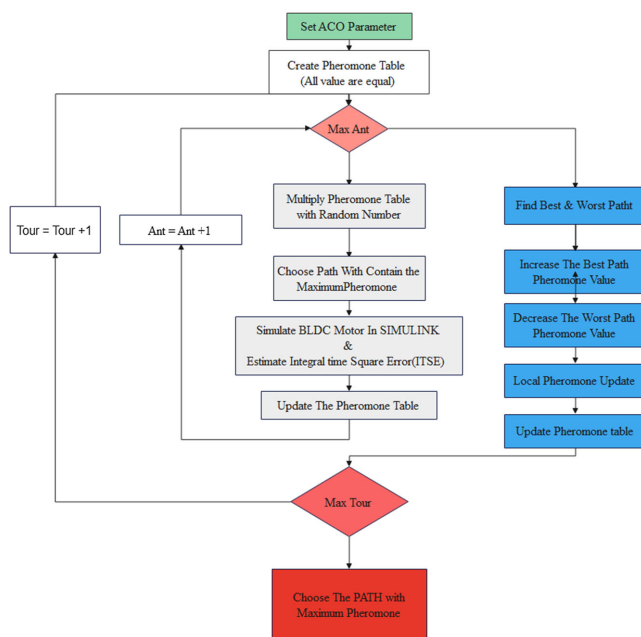 Set ACO Parameter
Create Pheromone Table
(All value are equal)
Max Ant
Multiply Pheromone Table
with Random Number
Find Best & Worst Patht
Tour = Tour +1
Ant = Ant +1
Choose Path With Contain the
MaximumPheromone
Increase The Best Path
Pheromone Value
Simulate BLDC Motor In SIMULINK
&
Estimate Integral time Square Error(ITSE)
Decrease The Worst Path
Pheromone Value
Local Pheromone Update
Update The Pheromone Table
Update Pheromone table
Max Tour
Choose The PATH with
Maximum Pheromone